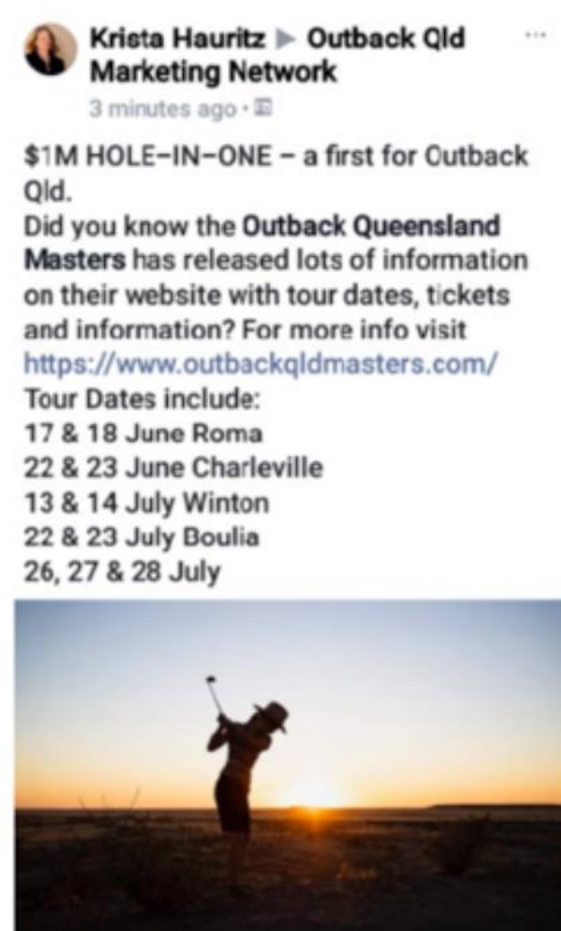 Krista Hauritz ▶ Outback Qld
Marketing Network
3 minutes ago ·
$1M HOLE-IN-ONE – a first for Outback
Qld.
Did you know the Outback Queensland
Masters has released lots of information
on their website with tour dates, tickets
and information? For more info visit
https://www.outbackqldmasters.com/
Tour Dates include:
17 & 18 June Roma
22 & 23 June Charleville
13 & 14 July Winton
22 & 23 July Boulia
26, 27 & 28 July